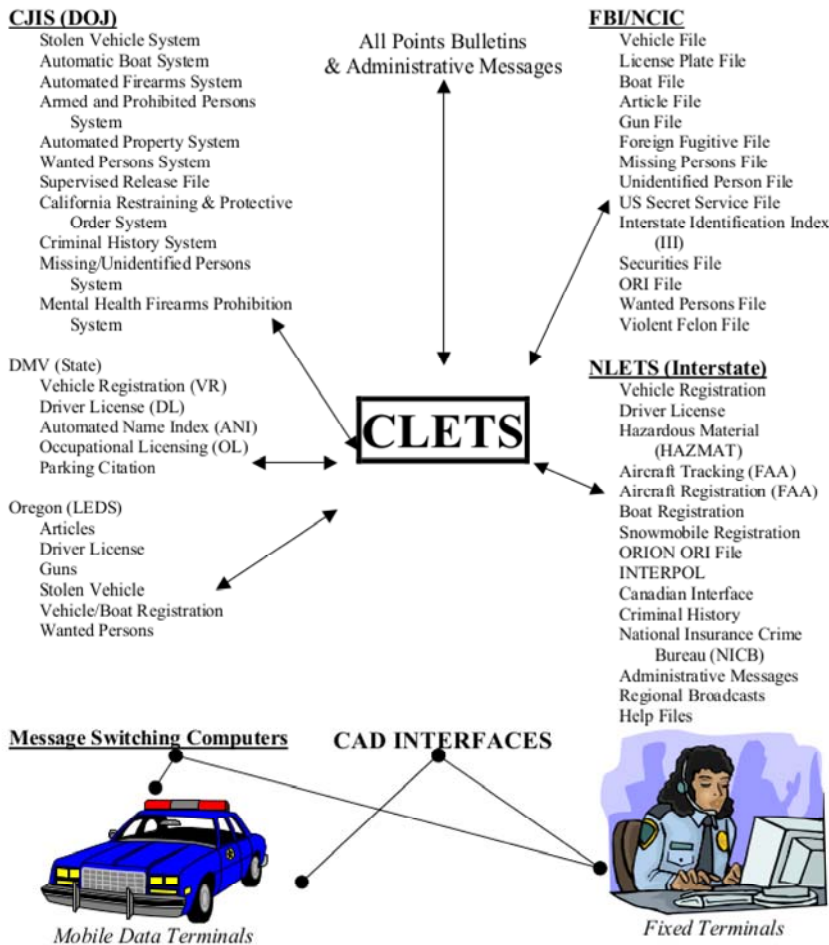 CJIS (DOJ)
Stolen Vehicle System
Automatic Boat System
Automated Firearms System
Armed and Prohibited Persons
System
Automated Property System
Wanted Persons System
Supervised Release File
California Restraining & Protective
Order System
Criminal History System
Missing/Unidentified Persons
System
Mental Health Firearms Prohibition
System
DMV (State)
Vehicle Registration (VR)
Driver License (DL)
Automated Name Index (ANI)
Occupational Licensing (OL)
Parking Citation
Oregon (LEDS)
Articles
Driver License
Guns
Stolen Vehicle
Vehicle/Boat Registration
Wanted Persons
All Points Bulletins
& Administrative Messages
CLETS
FBI/NCIC
Vehicle File
License Plate File
Boat File
Article File
Gun File
Foreign Fugitive File
Missing Persons File
Unidentified Person File
US Secret Service File
Interstate Identification Index
(III)
Securities File
ORI File
Wanted Persons File
Violent Felon File
NLETS (Interstate)
Vehicle Registration
Driver License
Hazardous Material
(HAZMAT)
Aircraft Tracking (FAA)
Aircraft Registration (FAA)
Boat Registration
Snowmobile Registration
ORION ORI File
INTERPOL
Canadian Interface
Criminal History
National Insurance Crime
Bureau (NICB)
Administrative Messages
Regional Broadcasts
Help Files
Message Switching Computers
CAD INTERFACES
Mobile Data Terminals
Fixed Terminals